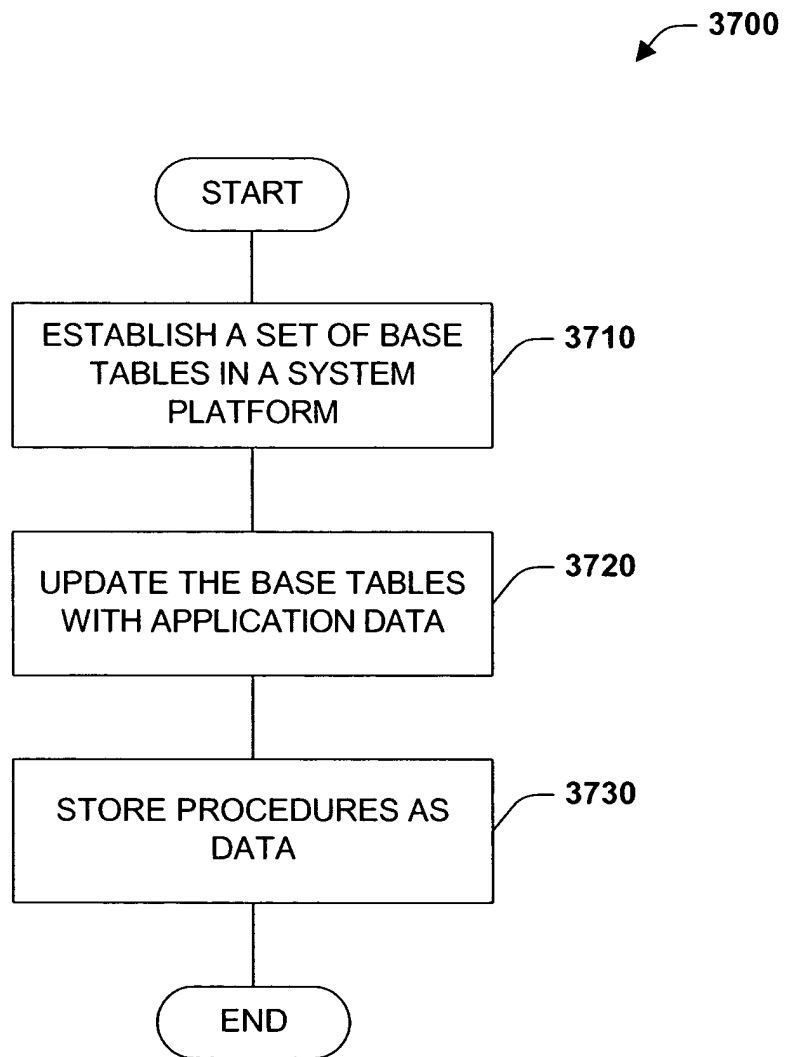 3700
START
ESTABLISH A SET OF BASE
TABLES IN A SYSTEM
PLATFORM
3710
UPDATE THE BASE TABLES
WITH APPLICATION DATA
3720
STORE PROCEDURES AS
DATA
3730
END